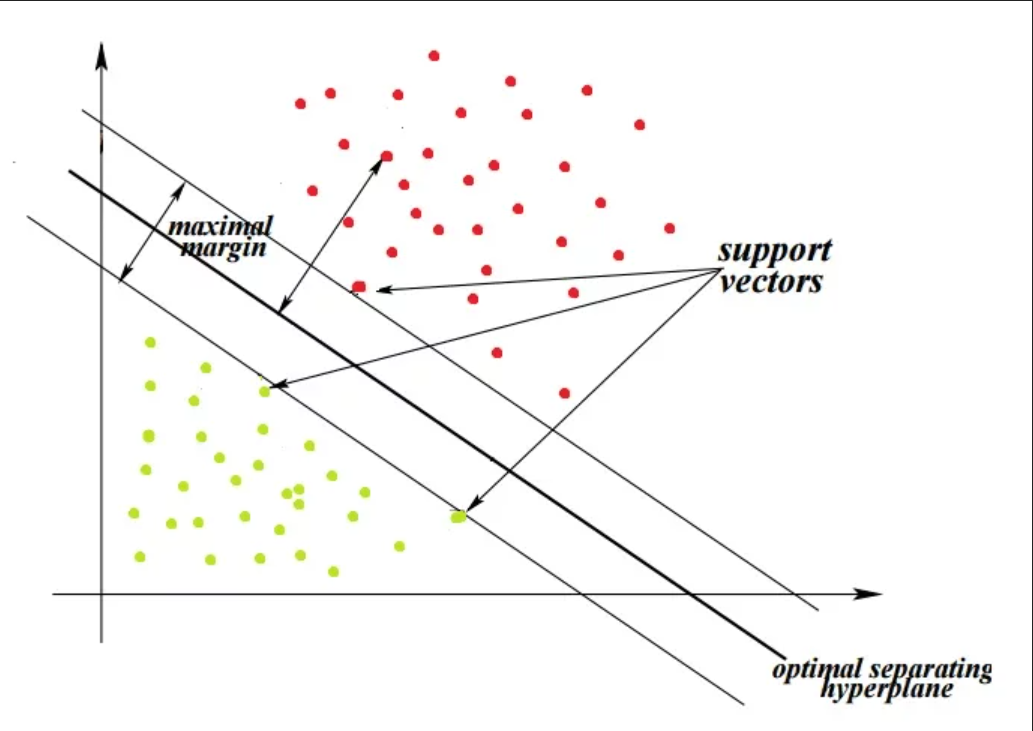 maximal
margin
support
vectors
optimal separating
hyperplane